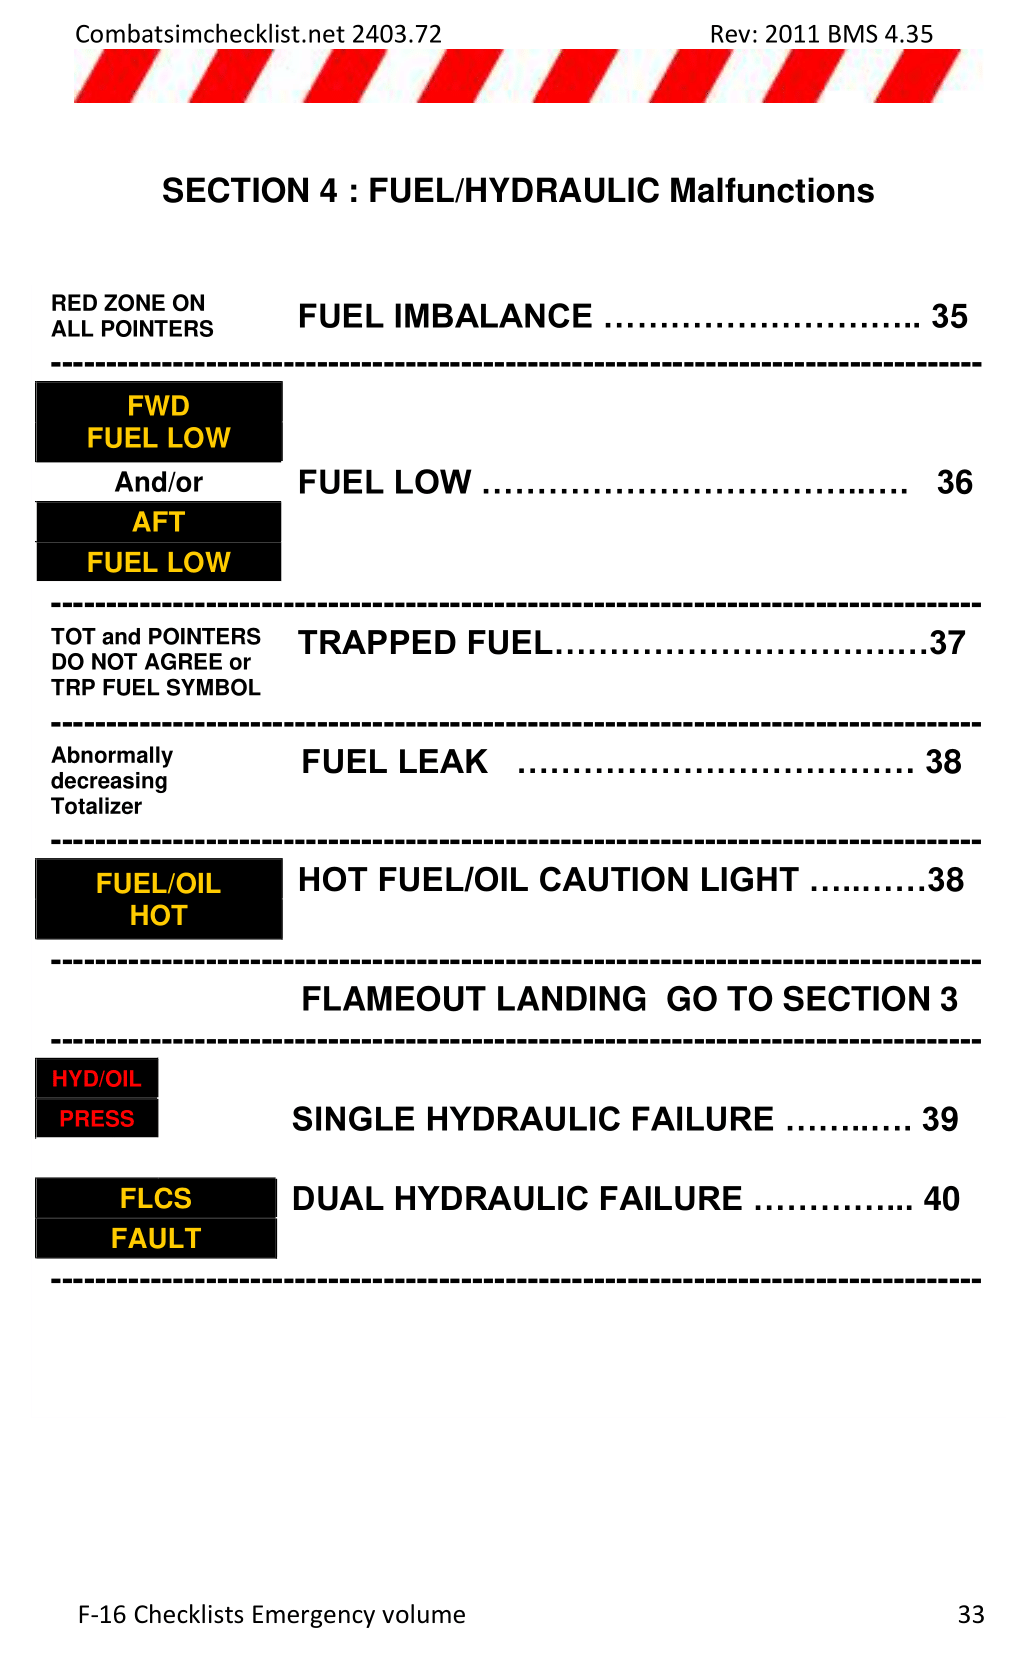 Combatsimchecklist.net 2403.72 Rev: 2011 BMS 4.35
SECTION 4 : FUEL/HYDRAULIC Malfunctions
RED ZONE ON
ALL POINTERS
FUEL IMBALANCE ……………………….. 35
--------------------------------------------------------------------------------------
FWD
FUEL LOW
And/or
AFT
FUEL LOW
FUEL LOW ……………………………..…. 36
--------------------------------------------------------------------------------------
TOT and POINTERS
DO NOT AGREE or
TRP FUEL SYMBOL
TRAPPED FUEL……………………………37
--------------------------------------------------------------------------------------
Abnormally
decreasing
Totalizer
FUEL LEAK ……………………………… 38
--------------------------------------------------------------------------------------
FUEL/OIL
HOT
HOT FUEL/OIL CAUTION LIGHT …..……38
--------------------------------------------------------------------------------------
FLAMEOUT LANDING GO TO SECTION 3
--------------------------------------------------------------------------------------
HYD/OIL
PRESS
SINGLE HYDRAULIC FAILURE ……..…. 39
FLCS
FAULT
DUAL HYDRAULIC FAILURE …………... 40
--------------------------------------------------------------------------------------
F-16 Checklists Emergency volume 33